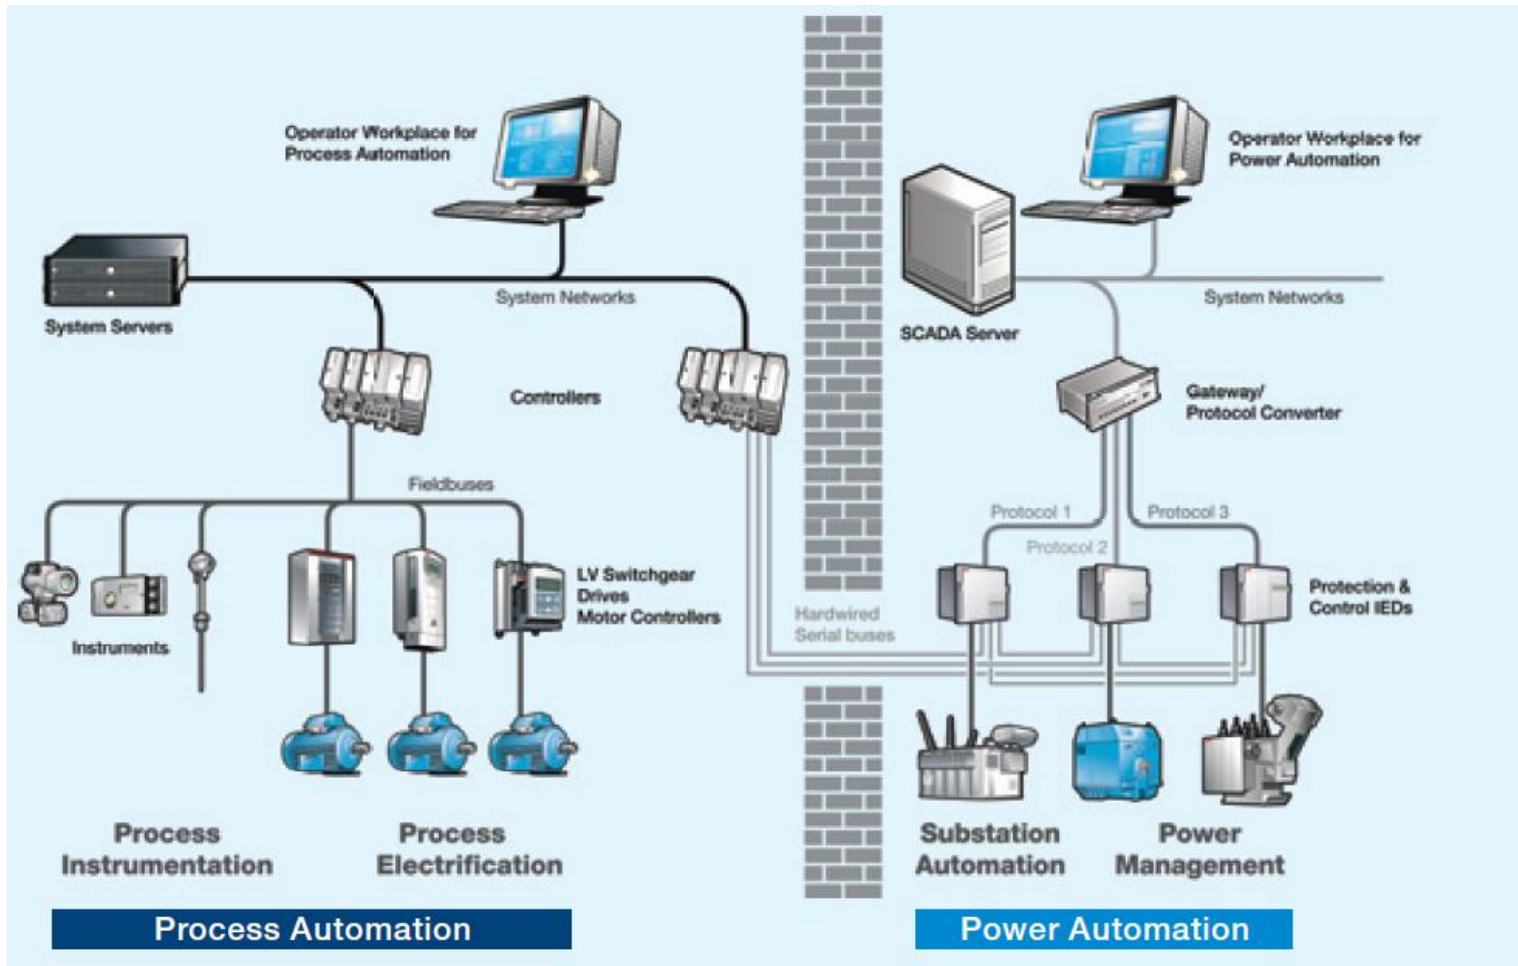 Operator Workplace for
Process Automation
System Servers
System Networks
Controllers
Fieldbuses
Instruments
LV Switchgear
Drives
Motor Controllers
Process
Instrumentation
Process
Electrification
Process Automation
Operator Workplace for
Power Automation
SCADA Server
System Networks
Gateway/
Protocol Converter
Protocol 1
Protocol 2
Protocol 3
Protection &
Control IEDs
Hardwired
Serial buses
Substation
Automation
Power
Management
Power Automation